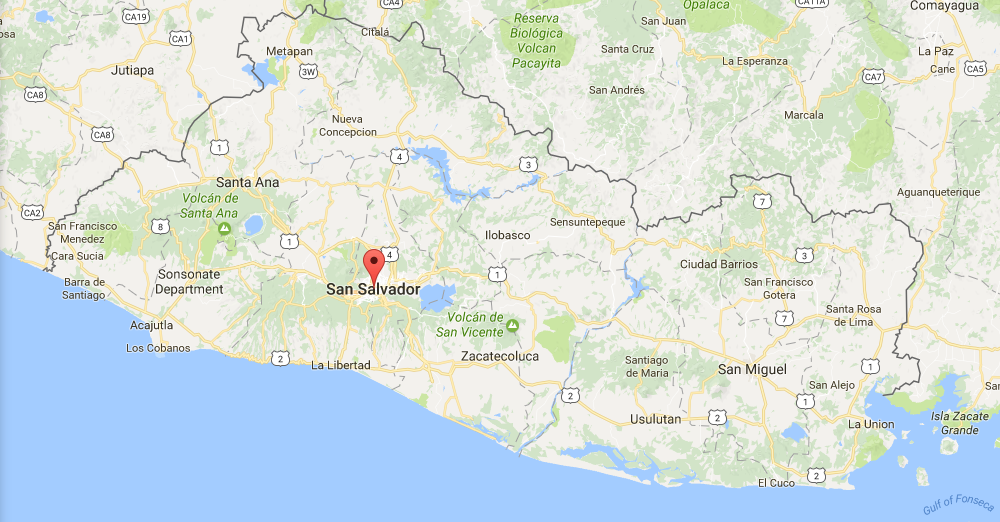 CA19
CA4
Citalá
Reserva
Biológica
Volcan
Pacayita
Opalaca
CA11A
Comayagua
San Juan
CA1
Metapan
3W
Santa Cruz
La Esperanza
La Paz
Cane
CA5
Jutiapa
CA7
San Andrés
CA8
Marcala
Nueva
Concepcion
CA8
1
4
3
Santa Ana
Aguanqueterique
Volcán de
Santa Ana
7
CA2
San Francisco
Menedez
8
Sensuntepeque
Ilobasco
1
Cara Sucia
4
3
Ciudad Barrios
Sonsonate
Department
1
Barra de
Santiago
San Salvador
San Francisco
Gotera
Santa Rosa
de Lima
Acajutla
Volcán de
San Vicente
7
Los Cobanos
2
Zacatecoluca
La Libertad
Santiago
de Maria
San Miguel
1
San Alejo
2
1
Usulutan
2
La Union
Isla Zacate
Grande
El Cuco
2
Gulf of Fonseca